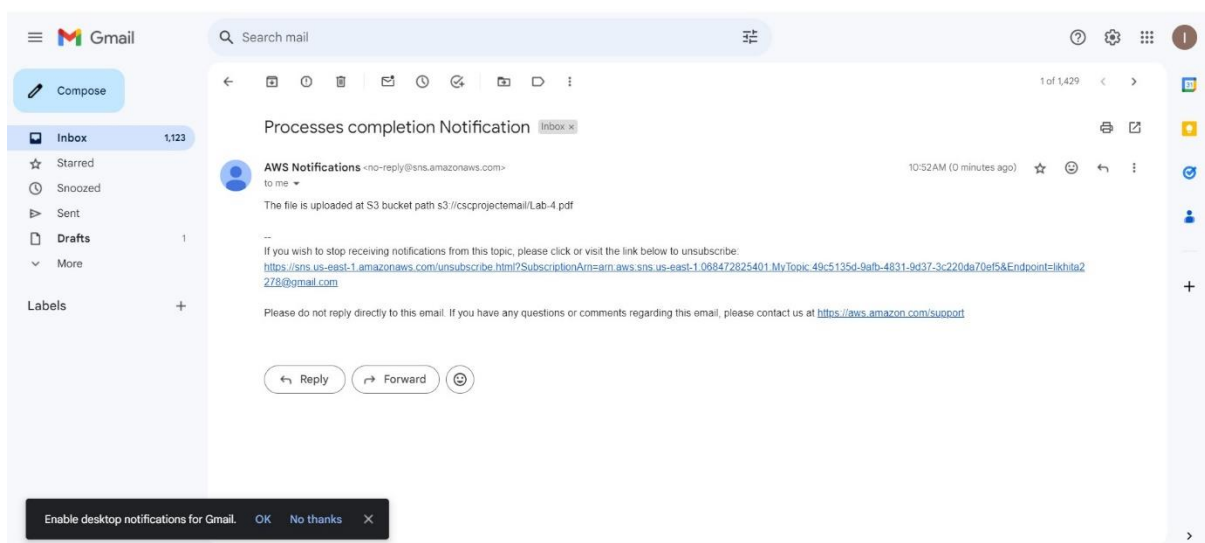 Gmail
Search mail
Compose
1 of 1,429
Inbox 1,123
Starred
Snoozed
Sent
Drafts 1
More
Labels
Processes completion Notification Inbox x
AWS Notifications <no-reply@sns.amazonaws.com>
10:52 AM (0 minutes ago)
to me
The file is uploaded at S3 bucket path s3://cscprojectemail/Lab-4.pdf
--
If you wish to stop receiving notifications from this topic, please click or visit the link below to unsubscribe:
https://sns.us-east-1.amazonaws.com/unsubscribe.html?SubscriptionArn=arn:aws:sns:us-east-1:068472825401:MyTopic:49c5135d-9afb-4831-9d37-3c220da70ef5&Endpoint=likhita2
278@gmail.com
Please do not reply directly to this email. If you have any questions or comments regarding this email, please contact us at https://aws.amazon.com/support
Reply Forward
Enable desktop notifications for Gmail. OK No thanks X
I
31